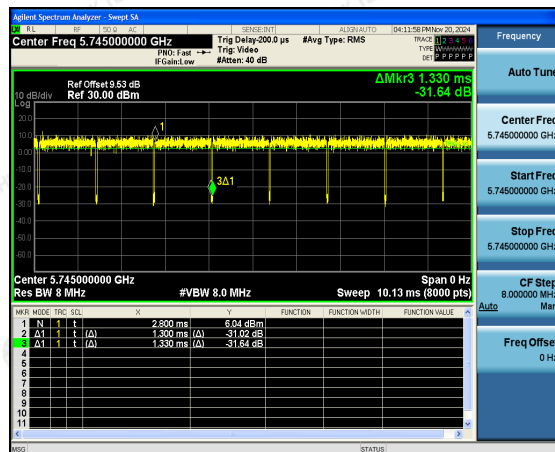 Agilent Spectrum Analyzer - Swept SA
RL RF 50 Ω AC SENSE:INT ALIGNAUTO 04:11:58 PM Nov 20, 2024
Center Freq 5.745000000 GHz Trig Delay-200.0 µs #Avg Type: RMS TRACE 1 2 3 4 5 6
PNO: Fast Trig: Video TYPE
IFGain:Low #Atten: 40 dB DET P P P P P P
Ref Offset 9.53 dB ΔMkr3 1.330 ms
10 dB/div Ref 30.00 dBm -31.64 dB
Log
20.0
10.0
0.00
-10.0
-20.0
-30.0
-40.0
-50.0
-60.0
1
3Δ1
Center 5.745000000 GHz Span 0 Hz
Res BW 8 MHz #VBW 8.0 MHz Sweep 10.13 ms (8000 pts)
MKR MODE TRC SCL X Y FUNCTION FUNCTION WIDTH FUNCTION VALUE
1 N 1 t 2.800 ms 6.04 dBm
2 Δ1 1 t (Δ) 1.300 ms (Δ) -31.02 dB
3 Δ1 1 t (Δ) 1.330 ms (Δ) -31.64 dB
4
5
6
7
8
9
10
11
MSG STATUS
Frequency
Auto Tune
Center Freq
5.745000000 GHz
Start Freq
5.745000000 GHz
Stop Freq
5.745000000 GHz
CF Step
8.000000 MHz
Auto Man
Freq Offset
0 Hz